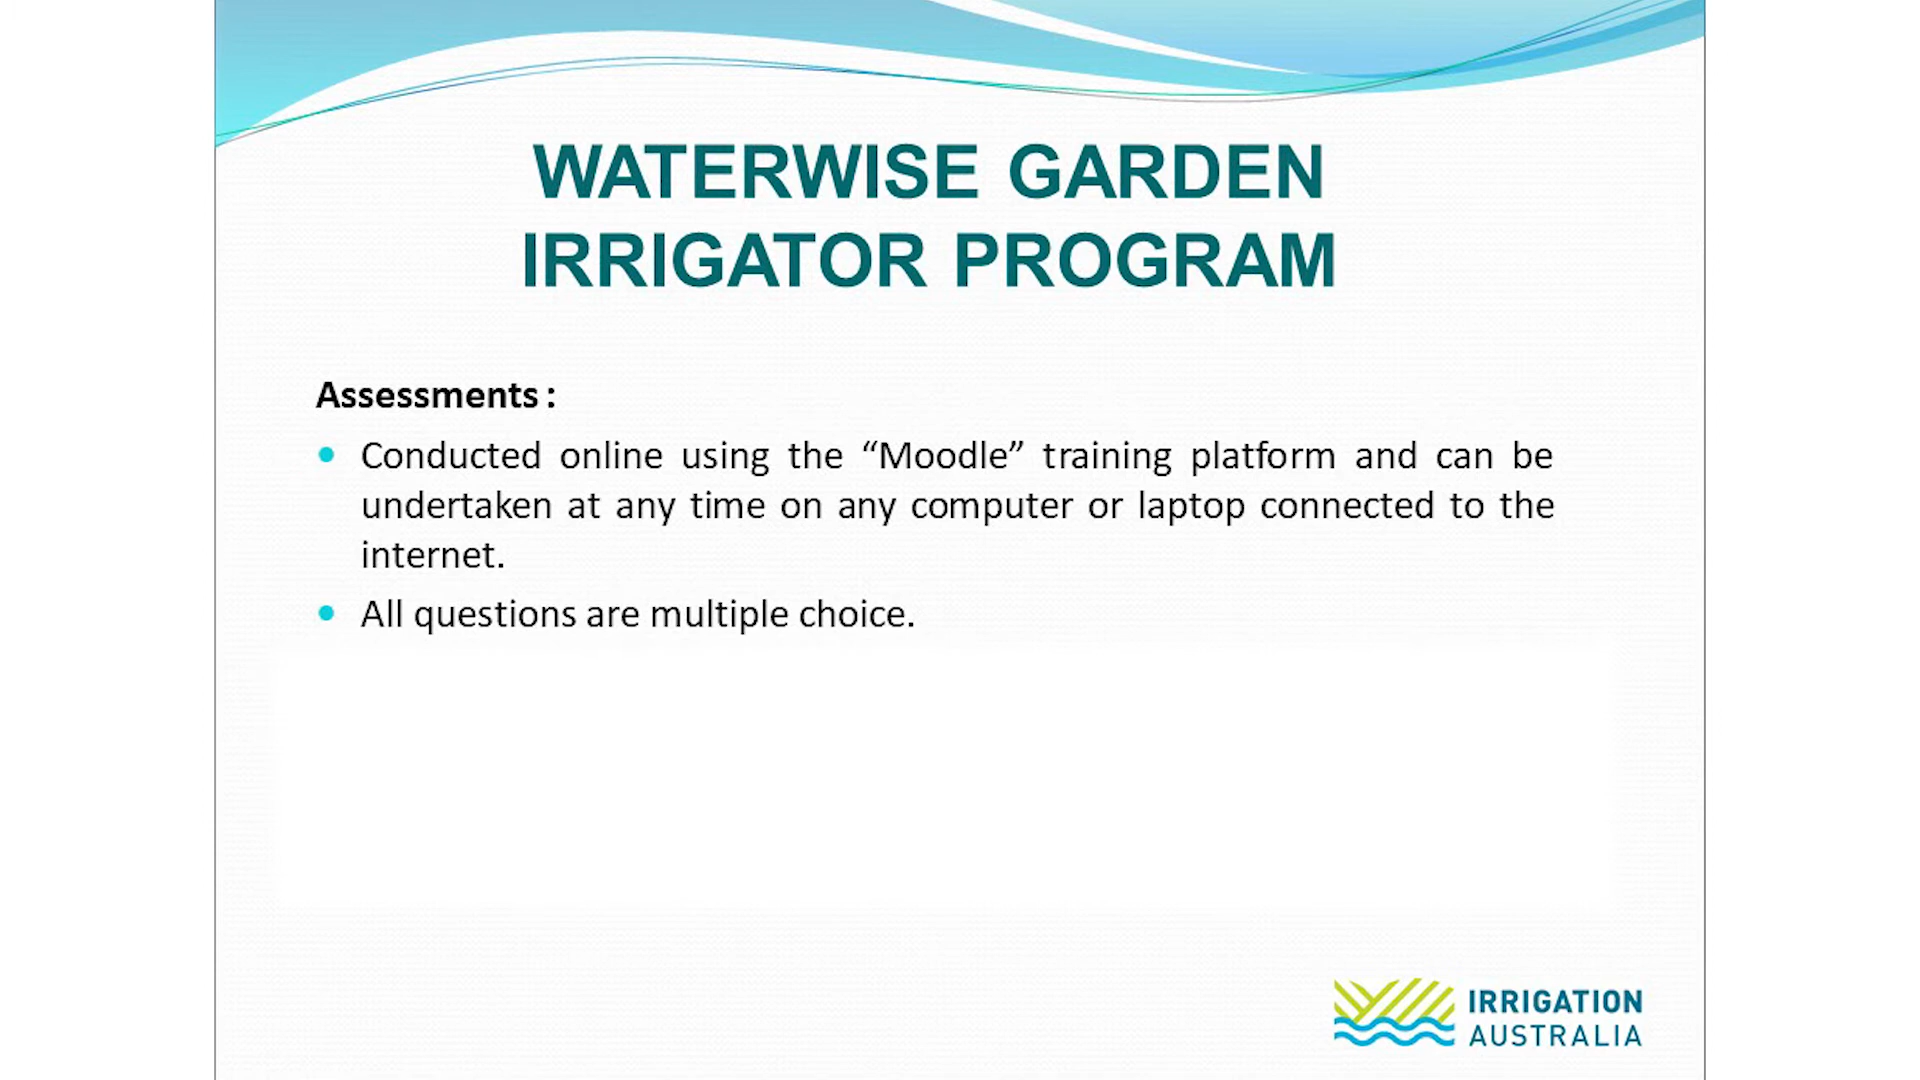 WATERWISE GARDEN
IRRIGATOR PROGRAM
Assessments :
• Conducted online using the “Moodle” training platform and can be
undertaken at any time on any computer or laptop connected to the
internet.
• All questions are multiple choice.
IRRIGATION
AUSTRALIA